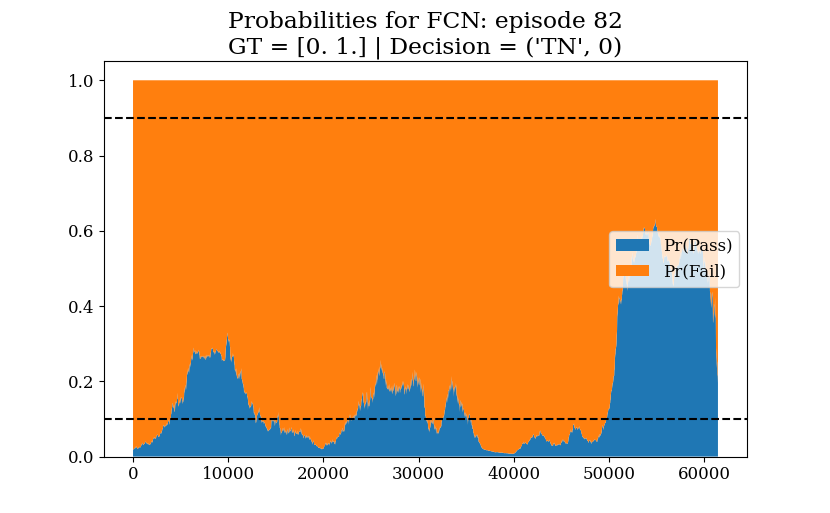 Probabilities for FCN: episode 82
GT = [0. 1.] | Decision = ('TN', 0)
1.0
0.8
0.6
0.4
0.2
0.0
Pr(Pass)
Pr(Fail)
0 10000 20000 30000 40000 50000 60000